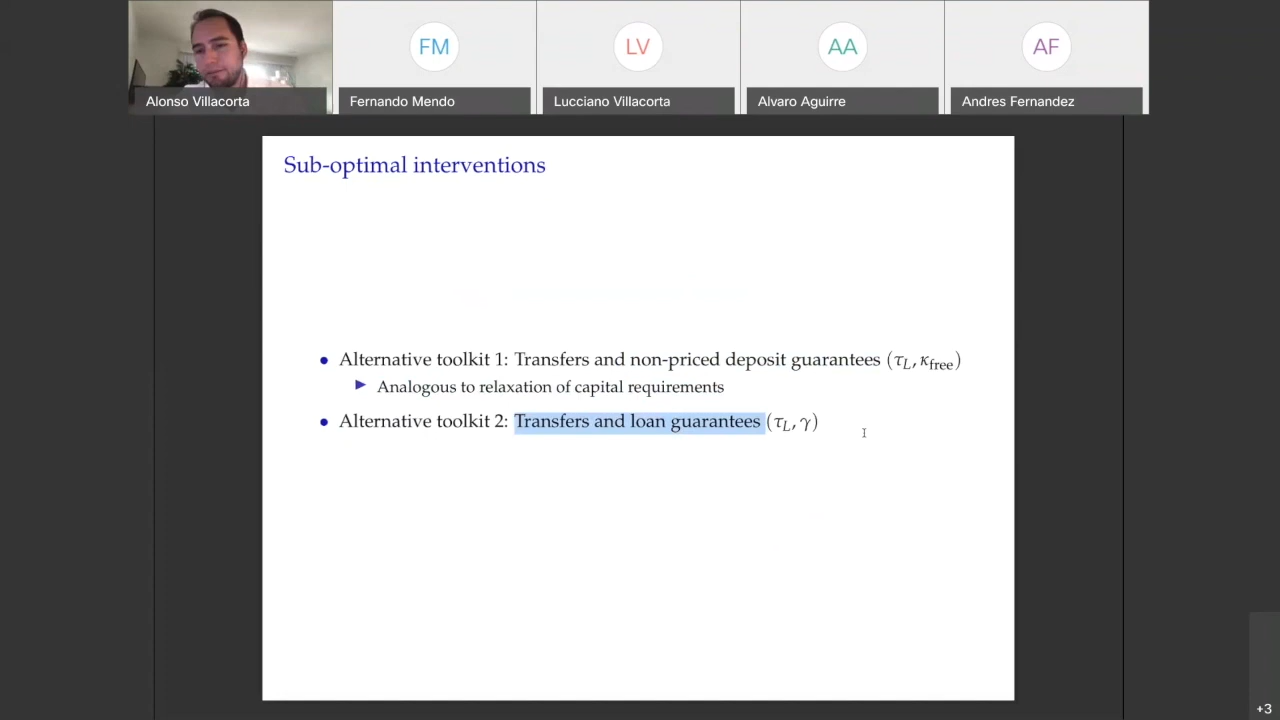 FM
LV
AA
AF
Alonso Villacorta
Fernando Mendo
Lucciano Villacorta
Alvaro Aguirre
Andres Fernandez
Sub-optimal interventions
• Alternative toolkit 1: Transfers and non-priced deposit guarantees (τ_L, κ_free)
▶ Analogous to relaxation of capital requirements
• Alternative toolkit 2: Transfers and loan guarantees (τ_L, γ)
+3